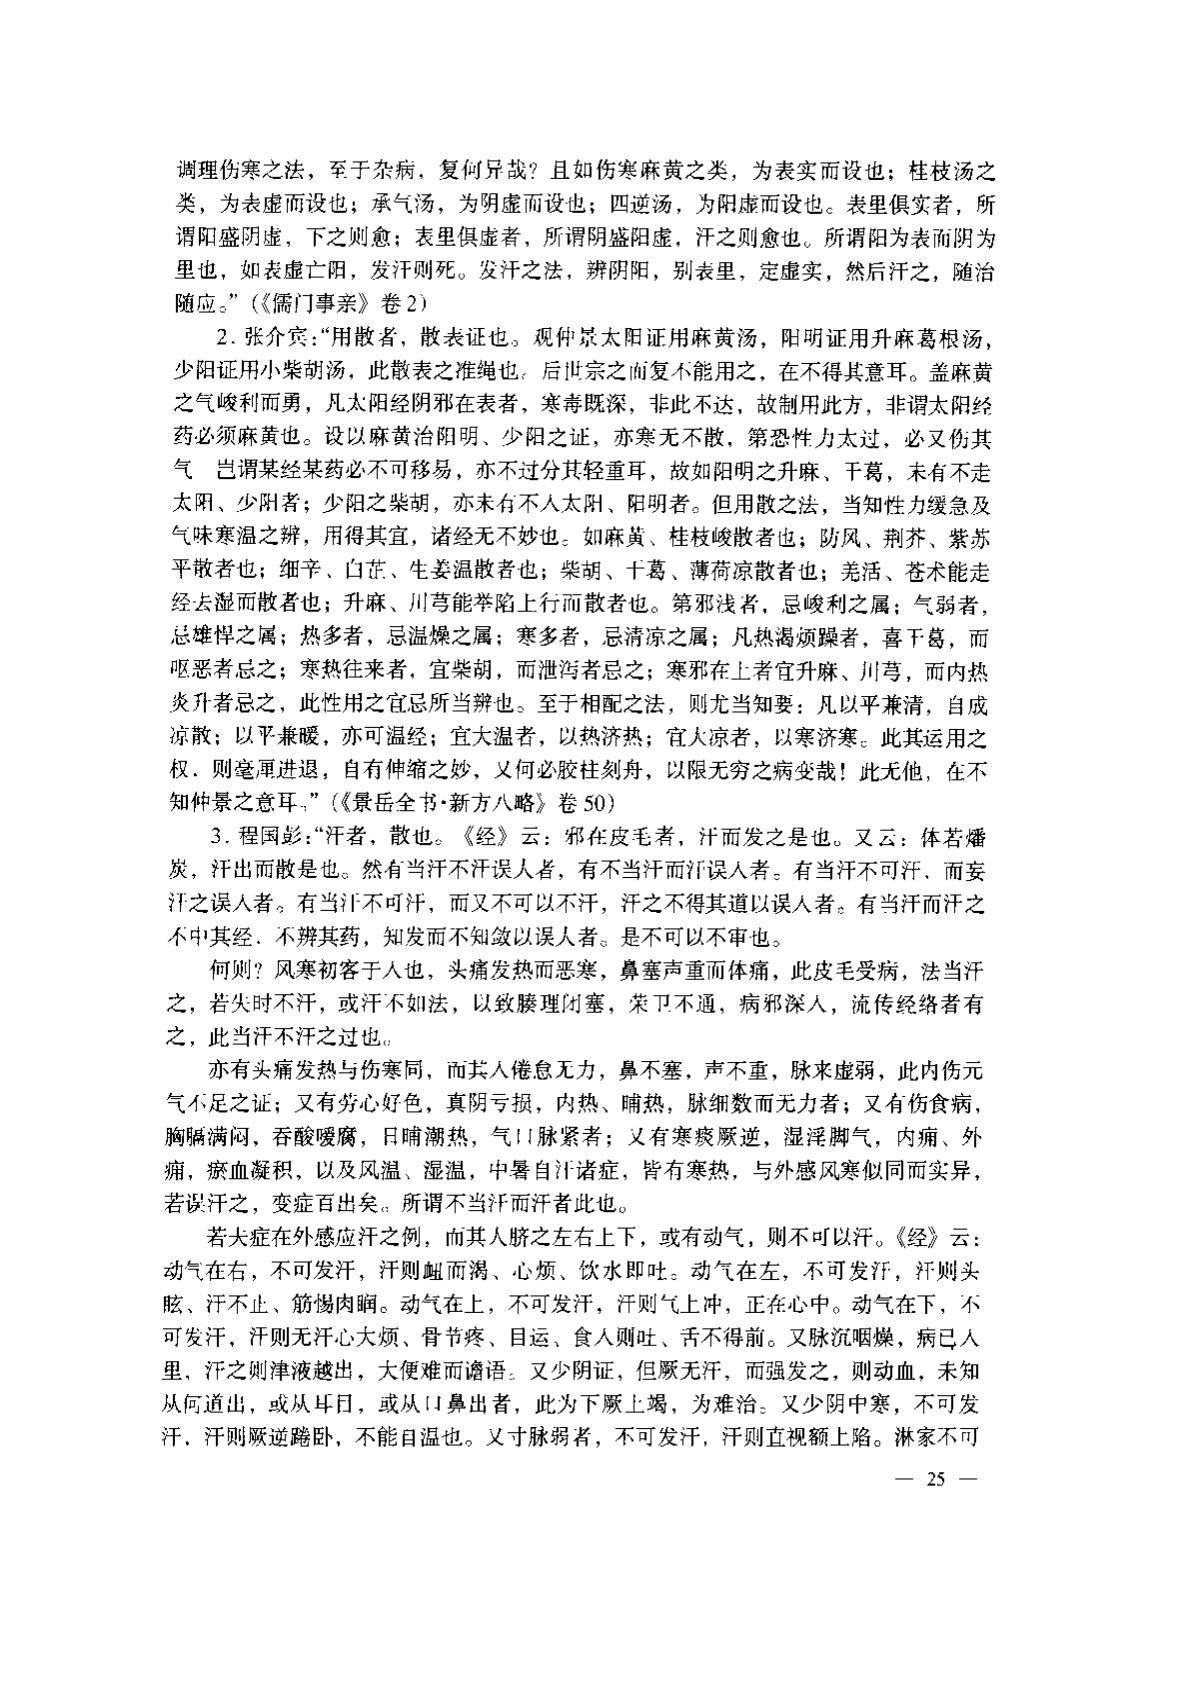 调理伤寒之法，至于杂病，复何异哉？且如伤寒麻黄之类，为表实而设也；桂枝汤之
类，为表虚而设也；承气汤，为阴虚而设也；四逆汤，为阳虚而设也。表里俱实者，所
谓阳盛阴虚，下之则愈；表里俱虚者，所谓阴盛阳虚，汗之则愈也。所谓阳为表而阴为
里也，如表虚亡阳，发汗则死。发汗之法，辨阴阳，别表里，定虚实，然后汗之，随治
随应。”（《儒门事亲》卷2）
2. 张介宾：“用散者，散表证也。观仲景太阳证用麻黄汤，阳明证用升麻葛根汤，
少阳证用小柴胡汤，此散表之准绳也。后世宗之而复不能用之，在不得其意耳。盖麻黄
之气峻利而勇，凡太阳经阴邪在表者，寒毒既深，非此不达，故制用此方，非谓太阳经
药必须麻黄也。设以麻黄治阳明、少阳之证，亦寒无不散，第恐性力太过，必又伤其
气　岂谓某经某药必不可移易，亦不过分其轻重耳，故如阳明之升麻、干葛，未有不走
太阳、少阳者；少阳之柴胡，亦未有不入太阳、阳明者。但用散之法，当知性力缓急及
气味寒温之辨，用得其宜，诸经无不妙也。如麻黄、桂枝峻散者也；防风、荆芥、紫苏
平散者也；细辛、白芷、生姜温散者也；柴胡、干葛、薄荷凉散者也；羌活、苍术能走
经去湿而散者也；升麻、川芎能举陷上行而散者也。第邪浅者，忌峻利之属；气弱者，
忌雄悍之属；热多者，忌温燥之属；寒多者，忌清凉之属；凡热渴烦躁者，喜干葛，而
呕恶者忌之；寒热往来者，宜柴胡，而泄泻者忌之；寒邪在上者宜升麻、川芎，而内热
炎升者忌之，此性用之宜忌所当辨也。至于相配之法，则尤当知要：凡以平兼清，自成
凉散；以平兼暖，亦可温经；宜大温者，以热济热；宜大凉者，以寒济寒。此其运用之
权．则毫厘进退，自有伸缩之妙，又何必胶柱刻舟，以限无穷之病变哉！此无他，在不
知仲景之意耳。”（《景岳全书·新方八略》卷50）
3. 程国彭：“汗者，散也。《经》云：邪在皮毛者，汗而发之是也。又云：体若燔
炭，汗出而散是也。然有当汗不汗误人者，有不当汗而汗误人者。有当汗不可汗．而妄
汗之误人者。有当汗不可汗，而又不可以不汗，汗之不得其道以误人者。有当汗而汗之
不中其经．不辨其药，知发而不知敛以误人者。是不可以不审也。
何则？风寒初客于人也，头痛发热而恶寒，鼻塞声重而体痛，此皮毛受病，法当汗
之，若失时不汗，或汗不如法，以致腠理闭塞，荣卫不通，病邪深入，流传经络者有
之，此当汗不汗之过也。
亦有头痛发热与伤寒同，而其人倦怠无力，鼻不塞，声不重，脉来虚弱，此内伤元
气不足之证；又有劳心好色，真阴亏损，内热、晡热，脉细数而无力者；又有伤食病，
胸膈满闷，吞酸嗳腐，日晡潮热，气口脉紧者；又有寒痰厥逆，湿淫脚气，内痈、外
痈，瘀血凝积，以及风温、湿温，中暑自汗诸症，皆有寒热，与外感风寒似同而实异，
若误汗之，变症百出矣。所谓不当汗而汗者此也。
若夫症在外感应汗之例，而其人脐之左右上下，或有动气，则不可以汗。《经》云：
动气在右，不可发汗，汗则衄而渴、心烦、饮水即吐。动气在左，不可发汗，汗则头
眩、汗不止、筋惕肉瞤。动气在上，不可发汗，汗则气上冲，正在心中。动气在下，不
可发汗，汗则无汗心大烦、骨节疼、目运、食入则吐、舌不得前。又脉沉咽燥，病已入
里，汗之则津液越出，大便难而谵语。又少阴证，但厥无汗，而强发之，则动血，未知
从何道出，或从耳目，或从口鼻出者，此为下厥上竭，为难治。又少阴中寒，不可发
汗．汗则厥逆踡卧，不能自温也。又寸脉弱者，不可发汗，汗则直视额上陷。淋家不可
— 25 —